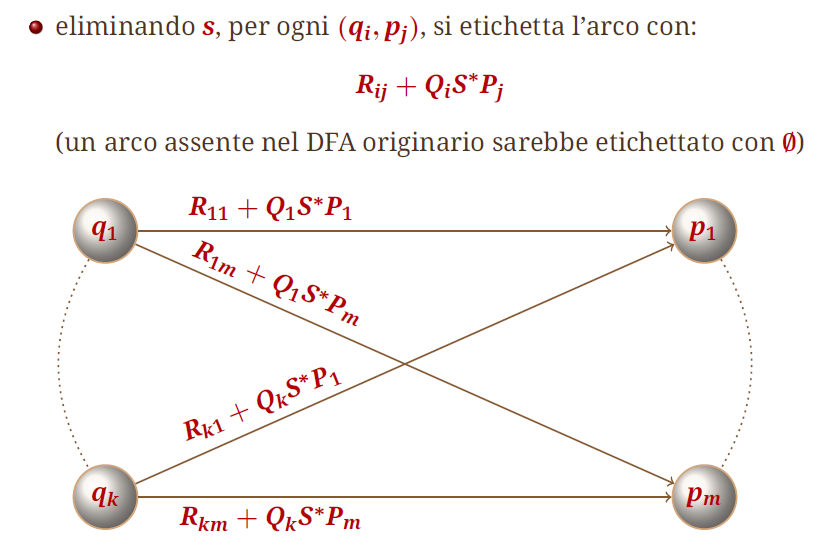 eliminando s, per ogni (qᵢ, pⱼ), si etichetta l'arco con:
Rᵢⱼ + QᵢS*Pⱼ
(un arco assente nel DFA originario sarebbe etichettato con ∅)
R₁₁ + Q₁S*P₁
q₁
p₁
R₁ₘ + Q₁S*Pₘ
Rₖ₁ + QₖS*P₁
qₖ
pₘ
Rₖₘ + QₖS*Pₘ